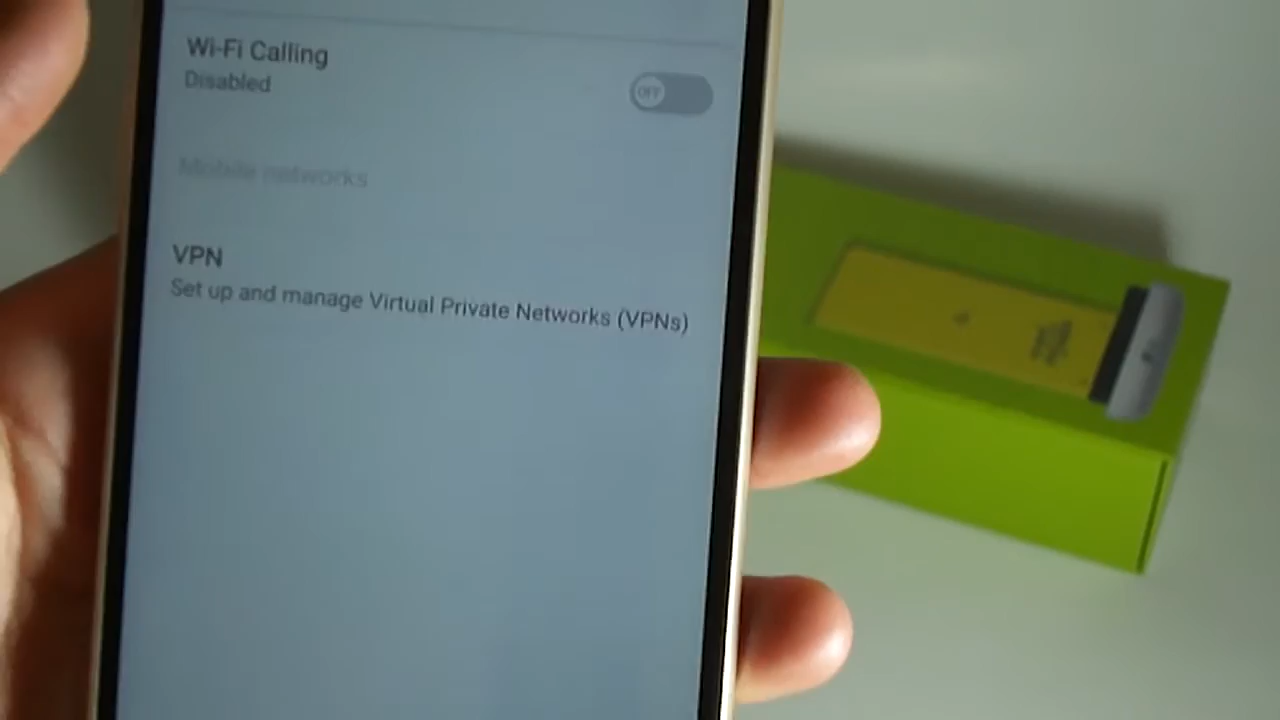 Wi-Fi Calling
Disabled
OFF
Mobile networks
VPN
Set up and manage Virtual Private Networks (VPNs)